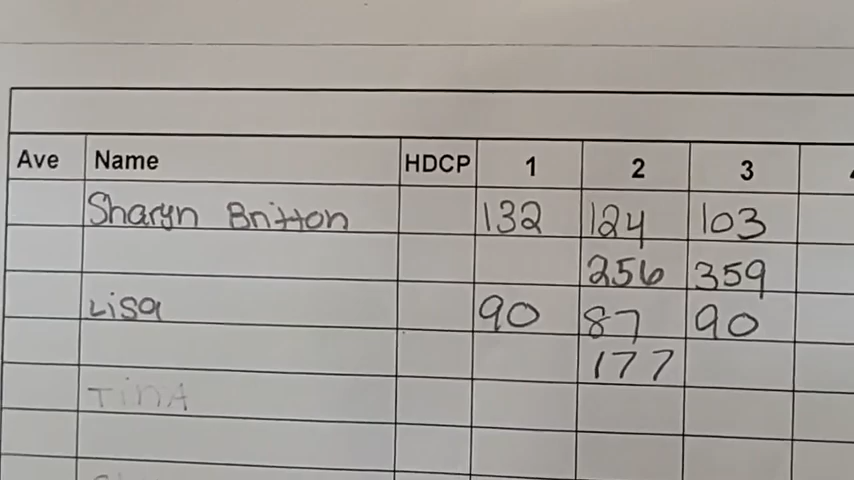 Ave Name HDCP 1 2 3
Sharyn Britton 132 124 103
256 359
Lisa 90 87 90
177
TinA